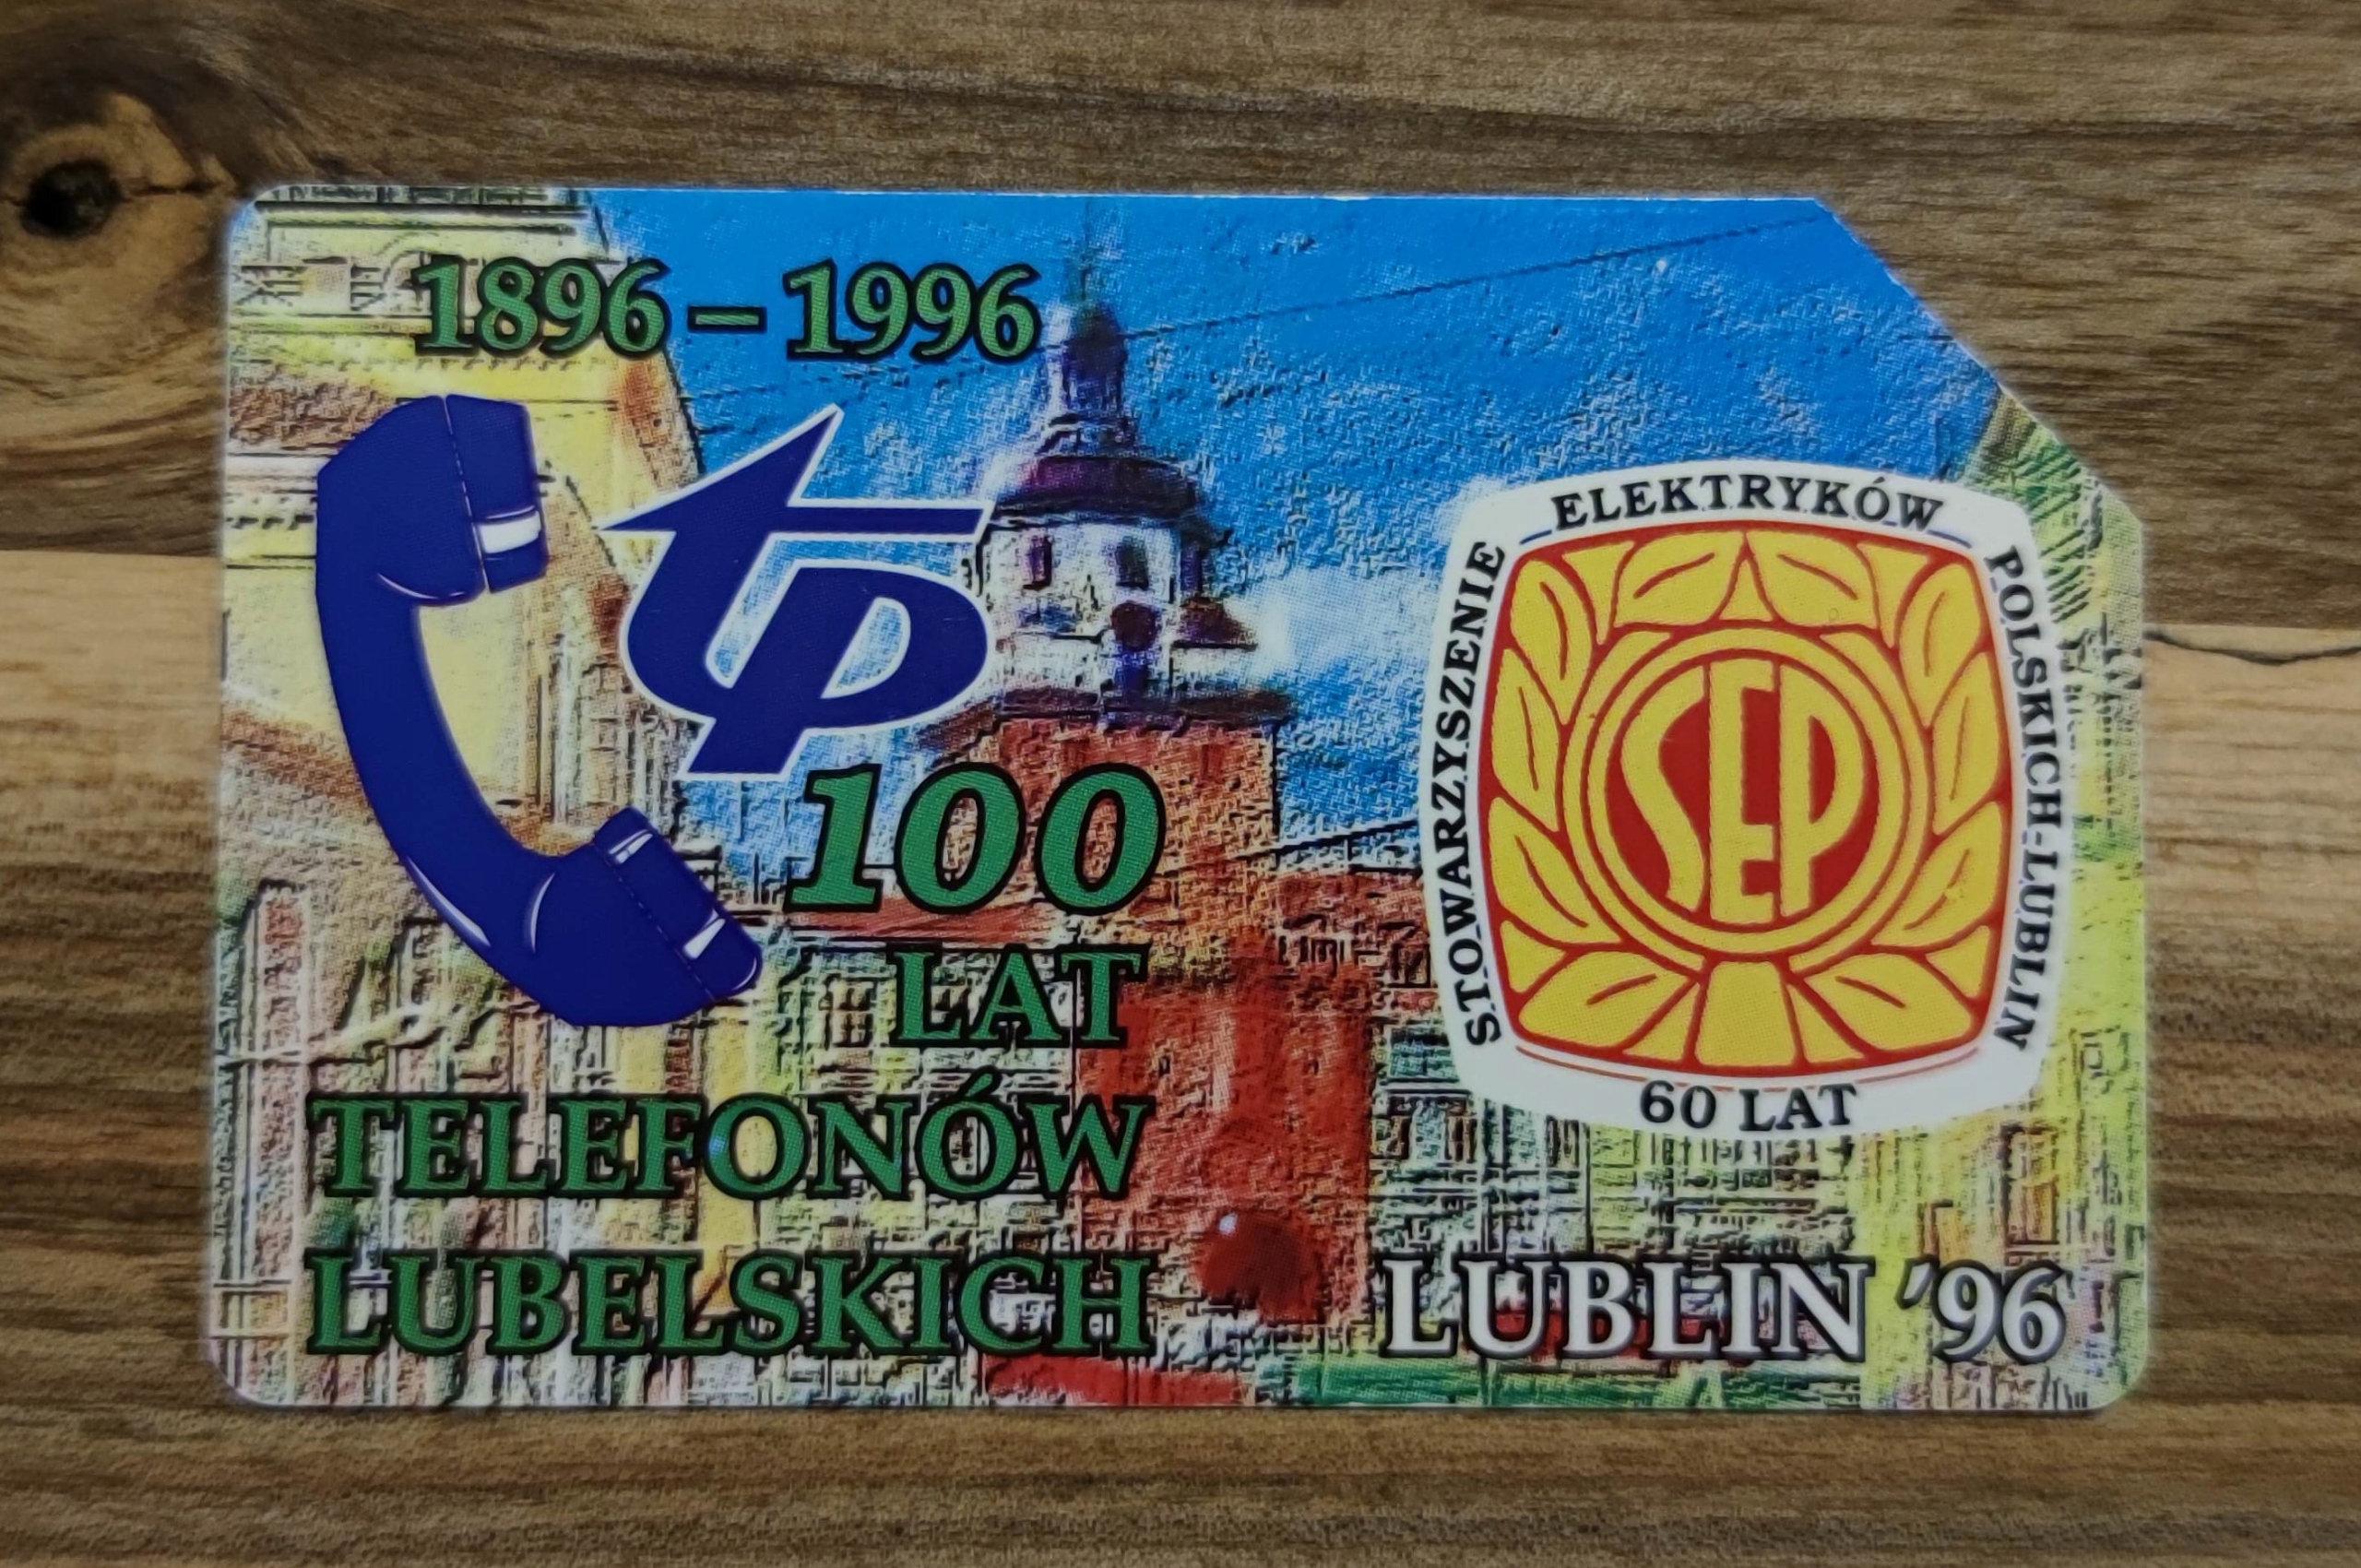 1896 – 1996
tp
100
LAT
TELEFONÓW
LUBELSKICH
STOWARZYSZENIE
ELEKTRYKÓW
POLSKICH-LUBLIN
SEP
60 LAT
LUBLIN '96